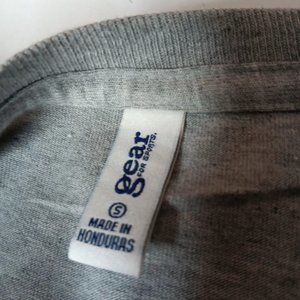 Gear
FOR SPORTS.
S
MADE IN
HONDURAS